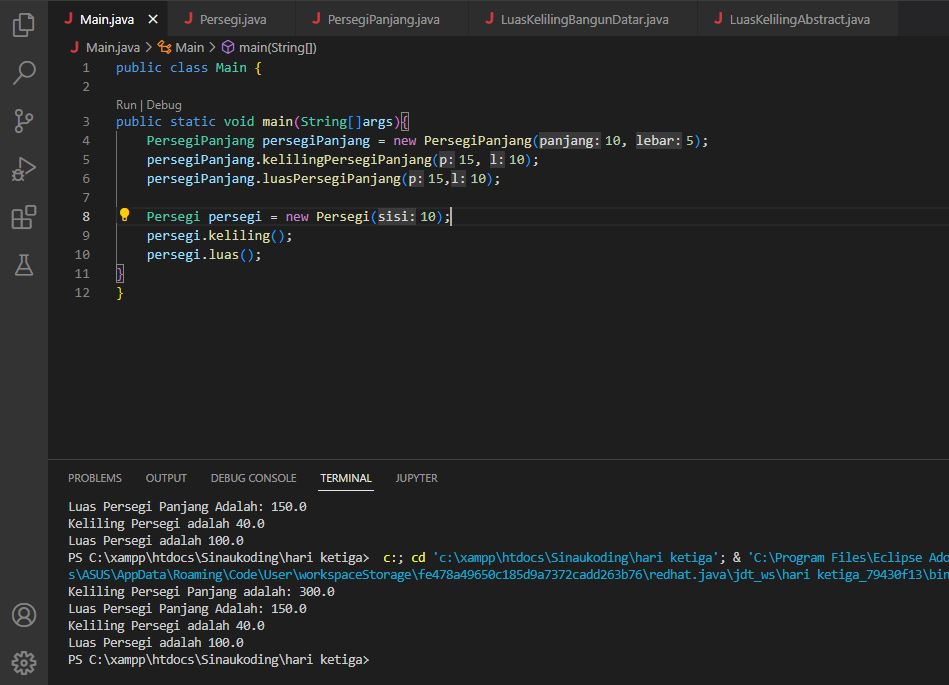 Main.java
Persegi.java
PersegiPanjang.java
LuasKelilingBangunDatar.java
LuasKelilingAbstract.java
Main.java > Main > main(String[])
1 public class Main {
2
Run | Debug
3 public static void main(String[]args){
4 PersegiPanjang persegiPanjang = new PersegiPanjang(panjang: 10, lebar: 5);
5 persegiPanjang.kelilingPersegiPanjang(p: 15, l: 10);
6 persegiPanjang.luasPersegiPanjang(p: 15,l: 10);
7
8 Persegi persegi = new Persegi(sisi: 10);
9 persegi.keliling();
10 persegi.luas();
11 }
12 }
PROBLEMS OUTPUT DEBUG CONSOLE TERMINAL JUPYTER
Luas Persegi Panjang Adalah: 150.0
Keliling Persegi adalah 40.0
Luas Persegi adalah 100.0
PS C:\xampp\htdocs\Sinaukoding\hari ketiga> c:; cd 'c:\xampp\htdocs\Sinaukoding\hari ketiga'; & 'C:\Program Files\Eclipse Ado
s\ASUS\AppData\Roaming\Code\User\workspaceStorage\fe478a49650c185d9a7372cadd263b76\redhat.java\jdt_ws\hari ketiga_79430f13\bin
Keliling Persegi Panjang adalah: 300.0
Luas Persegi Panjang Adalah: 150.0
Keliling Persegi adalah 40.0
Luas Persegi adalah 100.0
PS C:\xampp\htdocs\Sinaukoding\hari ketiga>